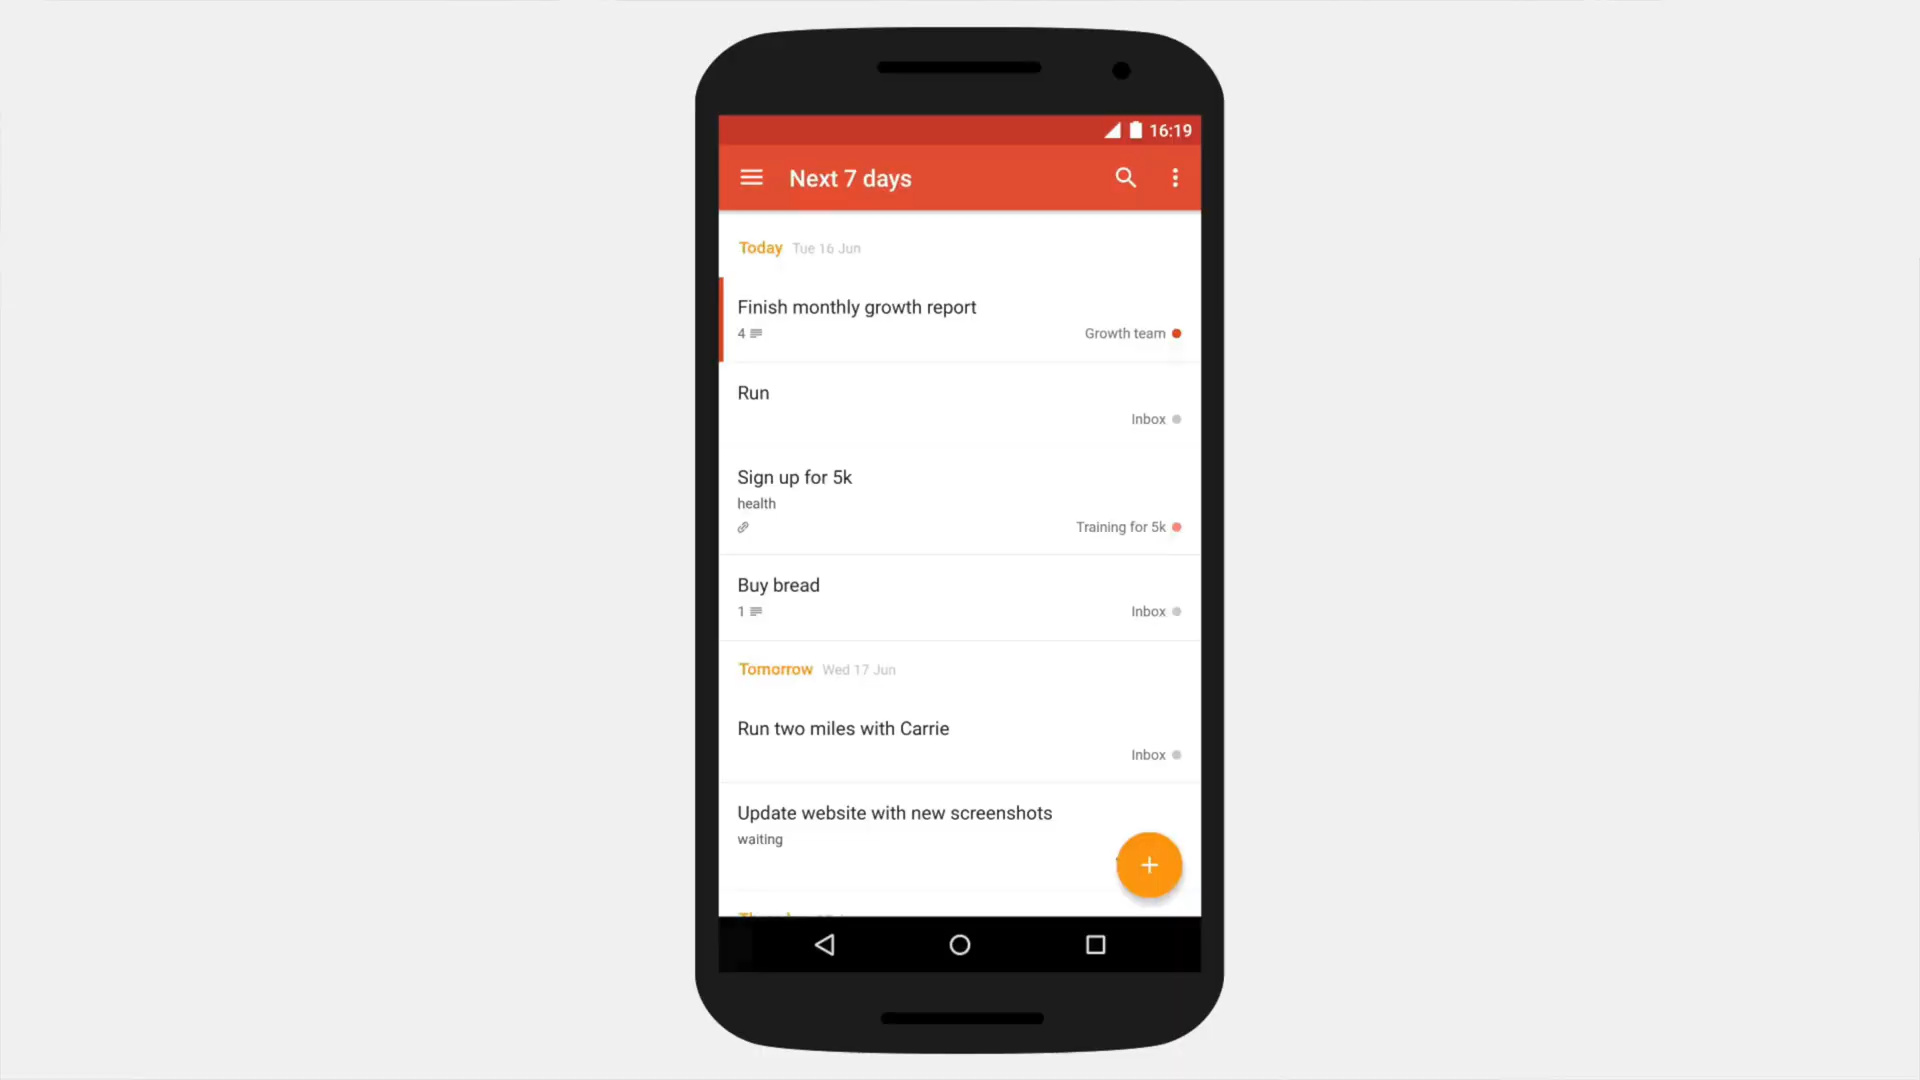 16:19
Next 7 days
Today Tue 16 Jun
Finish monthly growth report
4 Growth team
Run
Inbox
Sign up for 5k
health
Training for 5k
Buy bread
1 Inbox
Tomorrow Wed 17 Jun
Run two miles with Carrie
Inbox
Update website with new screenshots
waiting